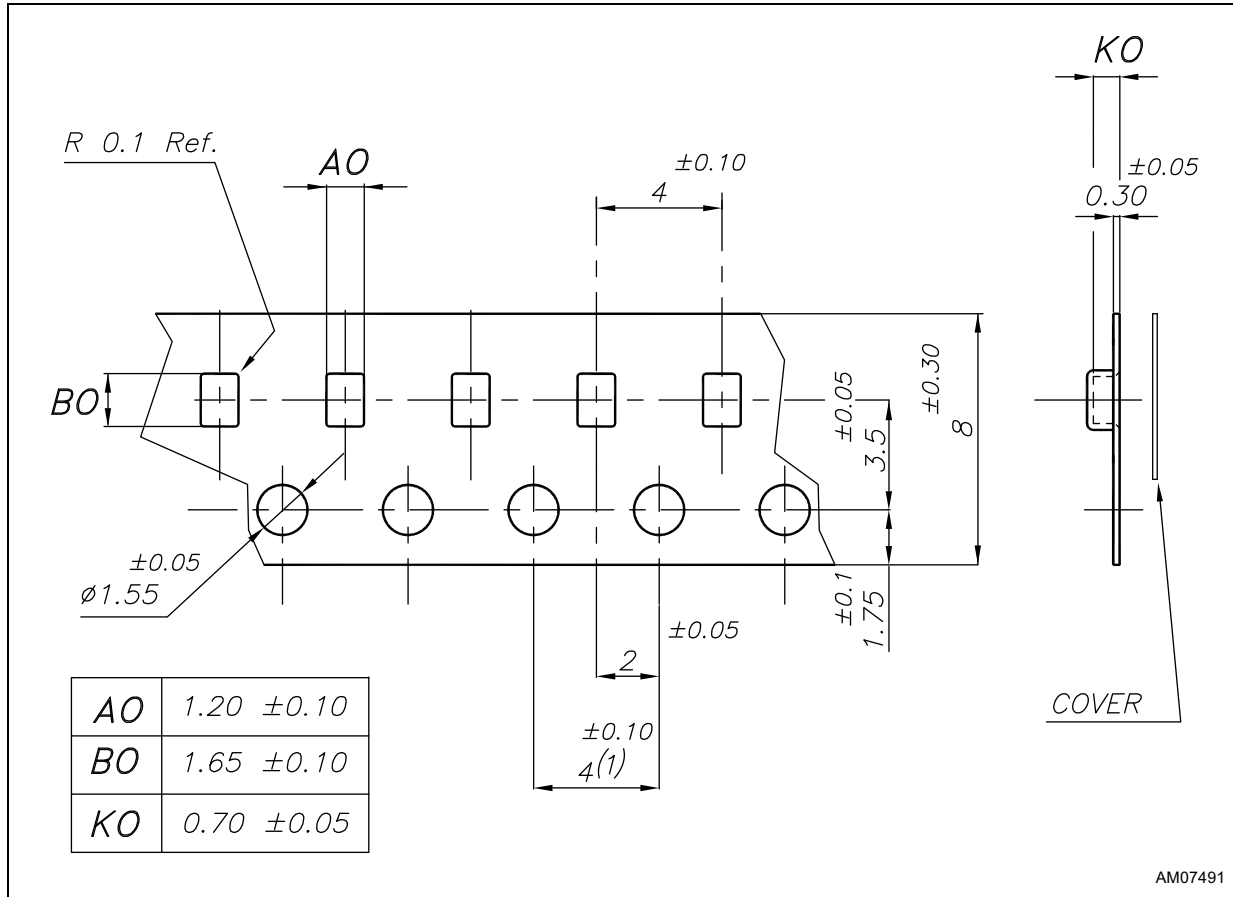 KO
R 0.1 Ref.
AO
±0.10
4
±0.05
0.30
BO
±0.05
3.5
±0.30
8
±0.05
ø1.55
±0.1
1.75
±0.05
2
±0.10
4(1)
COVER
AO 1.20 ±0.10
BO 1.65 ±0.10
KO 0.70 ±0.05
AM07491